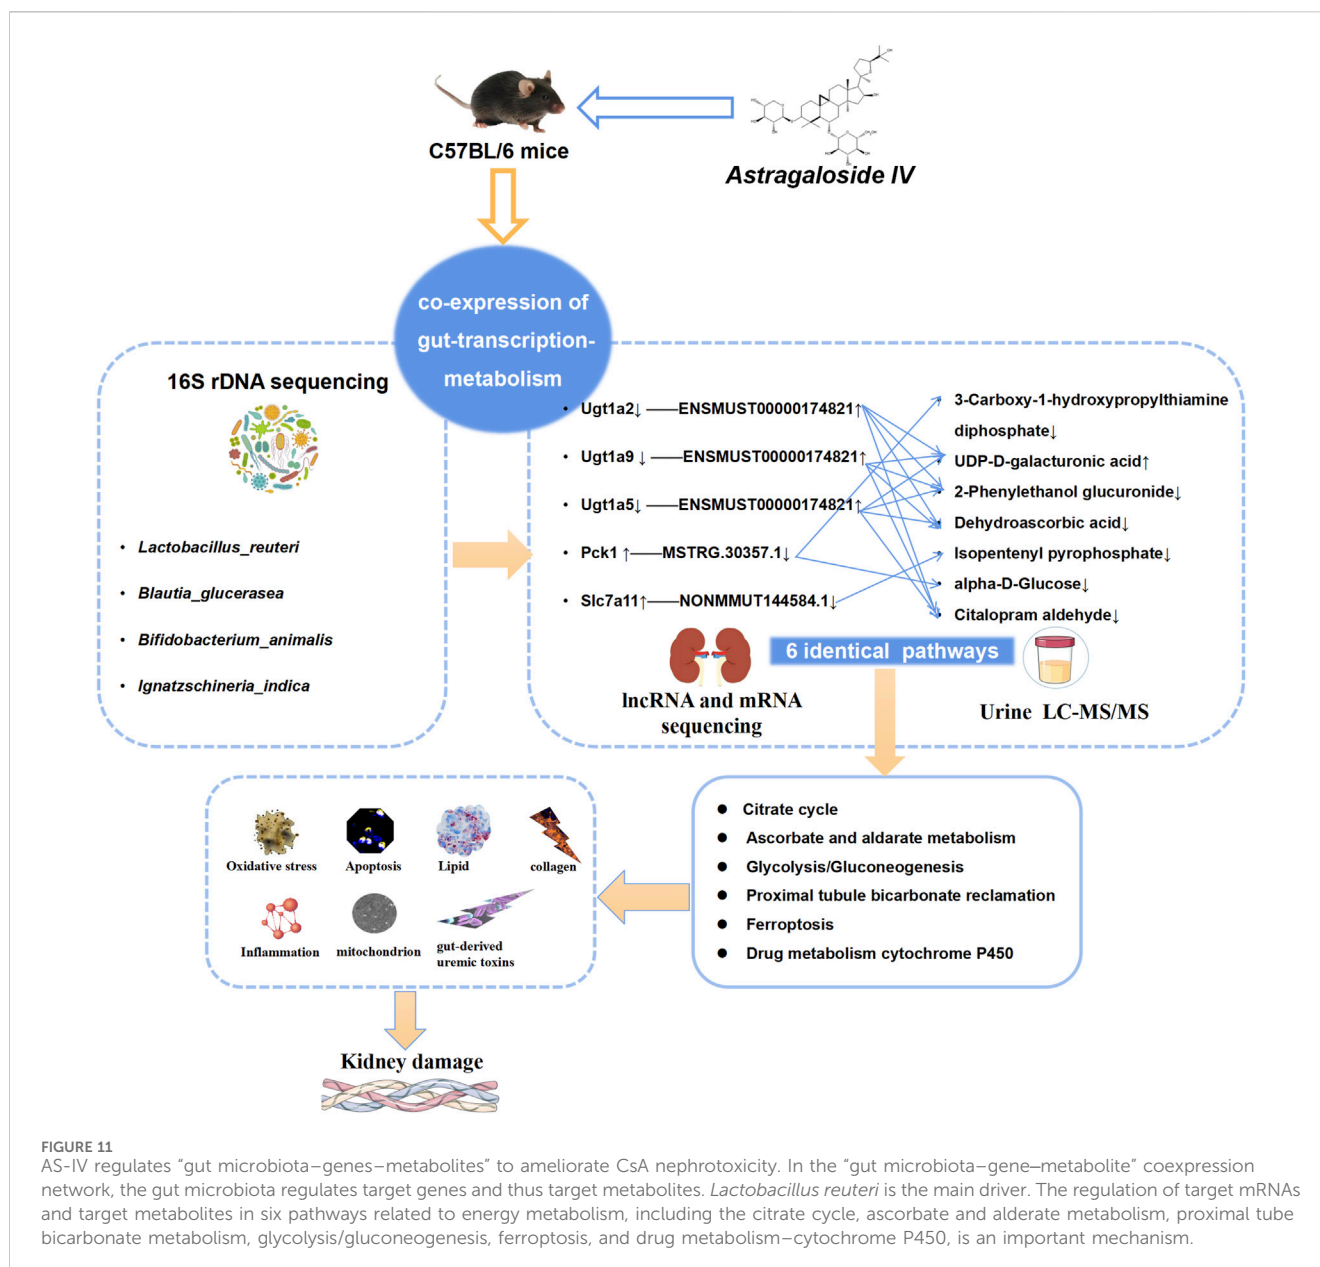 C57BL/6 mice
Astragaloside IV
co-expression of
gut-transcription-
metabolism
16S rDNA sequencing
• Lactobacillus_reuteri
• Blautia_glucerasea
• Bifidobacterium_animalis
• Ignatzschineria_indica
• Ugt1a2↓ ——ENSMUST00000174821↑
• Ugt1a9 ↓ ——ENSMUST00000174821↑
• Ugt1a5↓ ——ENSMUST00000174821↑
• Pck1 ↑——MSTRG.30357.1↓
• Slc7a11↑——NONMMUT144584.1↓
• 3-Carboxy-1-hydroxypropylthiamine
diphosphate↓
• UDP-D-galacturonic acid↑
• 2-Phenylethanol glucuronide↓
• Dehydroascorbic acid↓
• Isopentenyl pyrophosphate↓
• alpha-D-Glucose↓
• Citalopram aldehyde↓
6 identical pathways
lncRNA and mRNA
sequencing
Urine LC-MS/MS
● Citrate cycle
● Ascorbate and aldarate metabolism
● Glycolysis/Gluconeogenesis
● Proximal tubule bicarbonate reclamation
● Ferroptosis
● Drug metabolism cytochrome P450
Oxidative stress
Apoptosis
Lipid
collagen
Inflammation
mitochondrion
gut-derived
uremic toxins
Kidney damage
FIGURE 11
AS-IV regulates “gut microbiota–genes–metabolites” to ameliorate CsA nephrotoxicity. In the “gut microbiota–gene–metabolite” coexpression
network, the gut microbiota regulates target genes and thus target metabolites. Lactobacillus reuteri is the main driver. The regulation of target mRNAs
and target metabolites in six pathways related to energy metabolism, including the citrate cycle, ascorbate and alderate metabolism, proximal tube
bicarbonate metabolism, glycolysis/gluconeogenesis, ferroptosis, and drug metabolism–cytochrome P450, is an important mechanism.